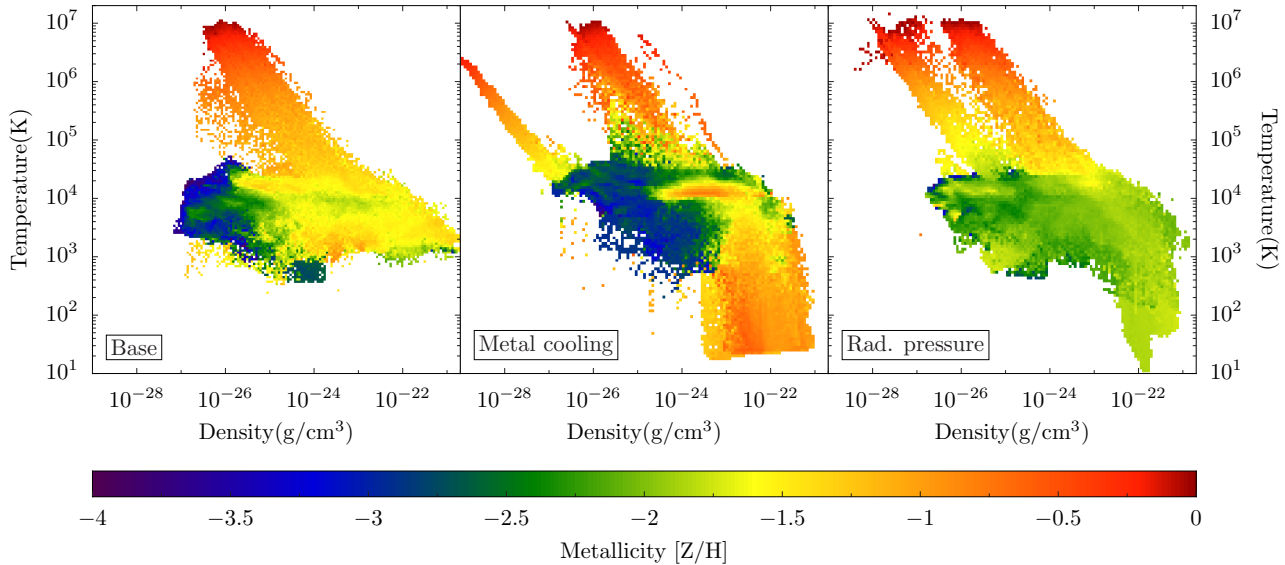 10^7
10^6
10^5
10^4
10^3
10^2
10^1
Temperature(K)
Base
Metal cooling
Rad. pressure
10^7
10^6
10^5
10^4
10^3
10^2
10^1
Temperature(K)
10^−28 10^−26 10^−24 10^−22
10^−28 10^−26 10^−24 10^−22
10^−28 10^−26 10^−24 10^−22
Density(g/cm^3)
Density(g/cm^3)
Density(g/cm^3)
−4 −3.5 −3 −2.5 −2 −1.5 −1 −0.5 0
Metallicity [Z/H]